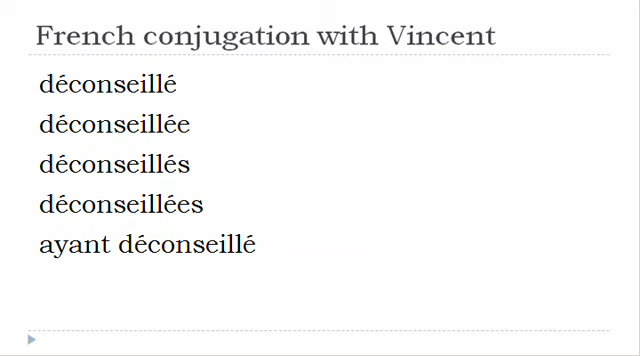 French conjugation with Vincent
déconseillé
déconseillée
déconseillés
déconseillées
ayant déconseillé